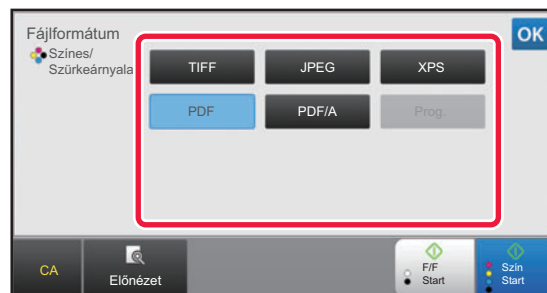 Fájlformátum
OK
Színes/
Szürkeárnyala
TIFF
JPEG
XPS
PDF
PDF/A
Prog.
CA
Előnézet
F/F
Start
Szín
Start